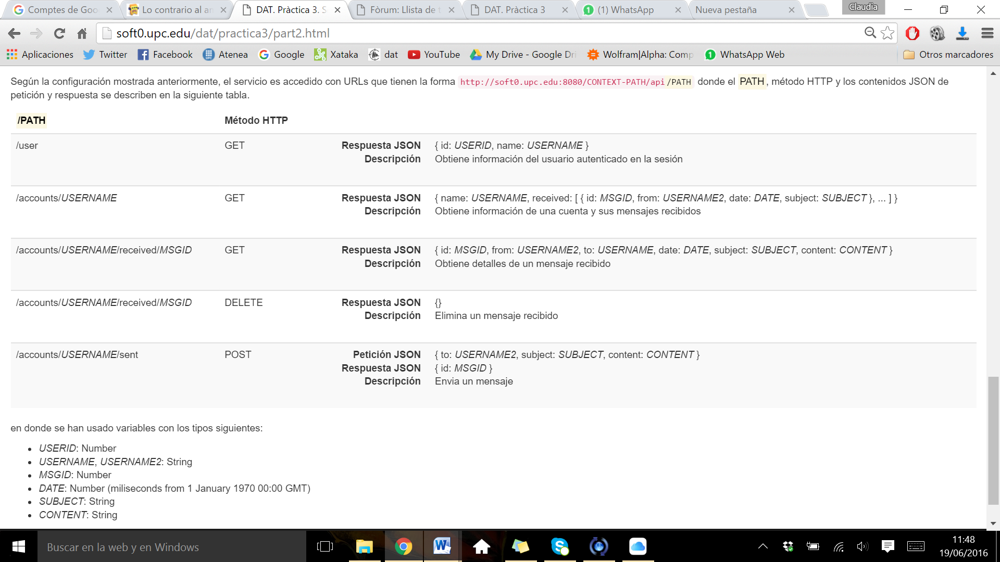 Comptes de Goo
Lo contrario al an
DAT. Pràctica 3. S
Fòrum: Llista de t
DAT. Pràctica 3
(1) WhatsApp
Nueva pestaña
Claudia
soft0.upc.edu/dat/practica3/part2.html
Aplicaciones Twitter Facebook Atenea Google Xataka dat YouTube My Drive - Google Dri Wolfram|Alpha: Comp WhatsApp Web Otros marcadores
Según la configuración mostrada anteriormente, el servicio es accedido con URLs que tienen la forma http://soft0.upc.edu:8080/CONTEXT-PATH/api/PATH donde el PATH, método HTTP y los contenidos JSON de
petición y respuesta se describen en la siguiente tabla.
/PATH Método HTTP
/user GET Respuesta JSON { id: USERID, name: USERNAME }
Descripción Obtiene información del usuario autenticado en la sesión
/accounts/USERNAME GET Respuesta JSON { name: USERNAME, received: [ { id: MSGID, from: USERNAME2, date: DATE, subject: SUBJECT }, ... ] }
Descripción Obtiene información de una cuenta y sus mensajes recibidos
/accounts/USERNAME/received/MSGID GET Respuesta JSON { id: MSGID, from: USERNAME2, to: USERNAME, date: DATE, subject: SUBJECT, content: CONTENT }
Descripción Obtiene detalles de un mensaje recibido
/accounts/USERNAME/received/MSGID DELETE Respuesta JSON {}
Descripción Elimina un mensaje recibido
/accounts/USERNAME/sent POST Petición JSON { to: USERNAME2, subject: SUBJECT, content: CONTENT }
Respuesta JSON { id: MSGID }
Descripción Envia un mensaje
en donde se han usado variables con los tipos siguientes:
• USERID: Number
• USERNAME, USERNAME2: String
• MSGID: Number
• DATE: Number (miliseconds from 1 January 1970 00:00 GMT)
• SUBJECT: String
• CONTENT: String
Buscar en la web y en Windows
11:48
19/06/2016